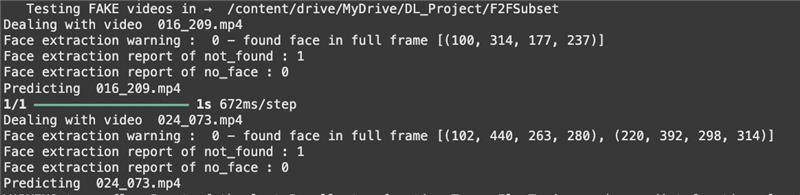 Testing FAKE videos in → /content/drive/MyDrive/DL_Project/F2FSubset
Dealing with video 016_209.mp4
Face extraction warning : 0 - found face in full frame [(100, 314, 177, 237)]
Face extraction report of not_found : 1
Face extraction report of no_face : 0
Predicting 016_209.mp4
1/1 ━━━━━━━━━━━━━━━━━━━━ 1s 672ms/step
Dealing with video 024_073.mp4
Face extraction warning : 0 - found face in full frame [(102, 440, 263, 280), (220, 392, 298, 314)]
Face extraction report of not_found : 1
Face extraction report of no_face : 0
Predicting 024_073.mp4